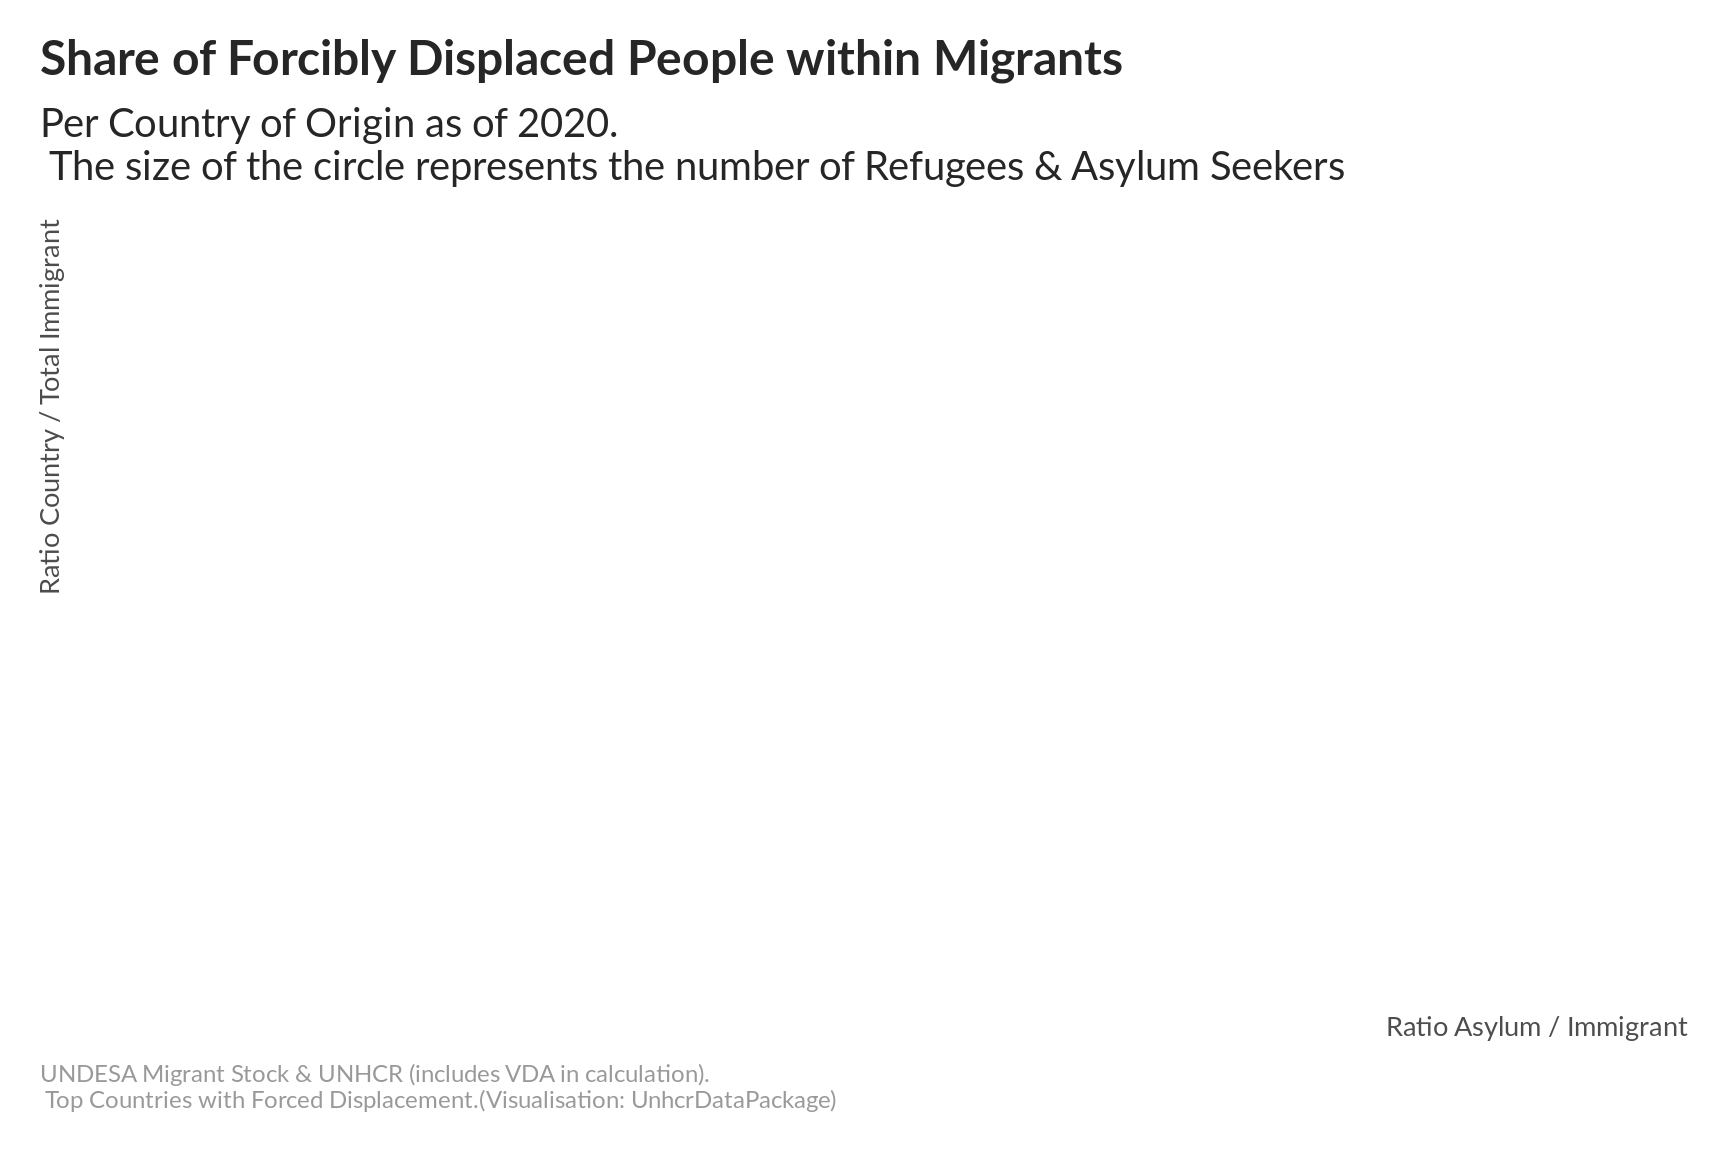 Share of Forcibly Displaced People within Migrants
Per Country of Origin as of 2020.
The size of the circle represents the number of Refugees & Asylum Seekers
Ratio Country / Total Immigrant
Ratio Asylum / Immigrant
UNDESA Migrant Stock & UNHCR (includes VDA in calculation).
Top Countries with Forced Displacement.(Visualisation: UnhcrDataPackage)